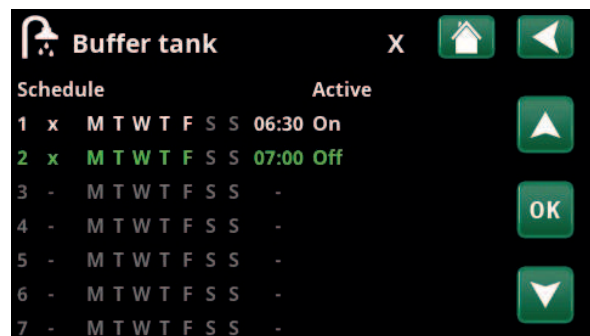 Buffer tank X
Schedule Active
1 x M T W T F S S 06:30 On
2 x M T W T F S S 07:00 Off
3 - M T W T F S S -
4 - M T W T F S S -
OK
5 - M T W T F S S -
6 - M T W T F S S -
7 - M T W T F S S -